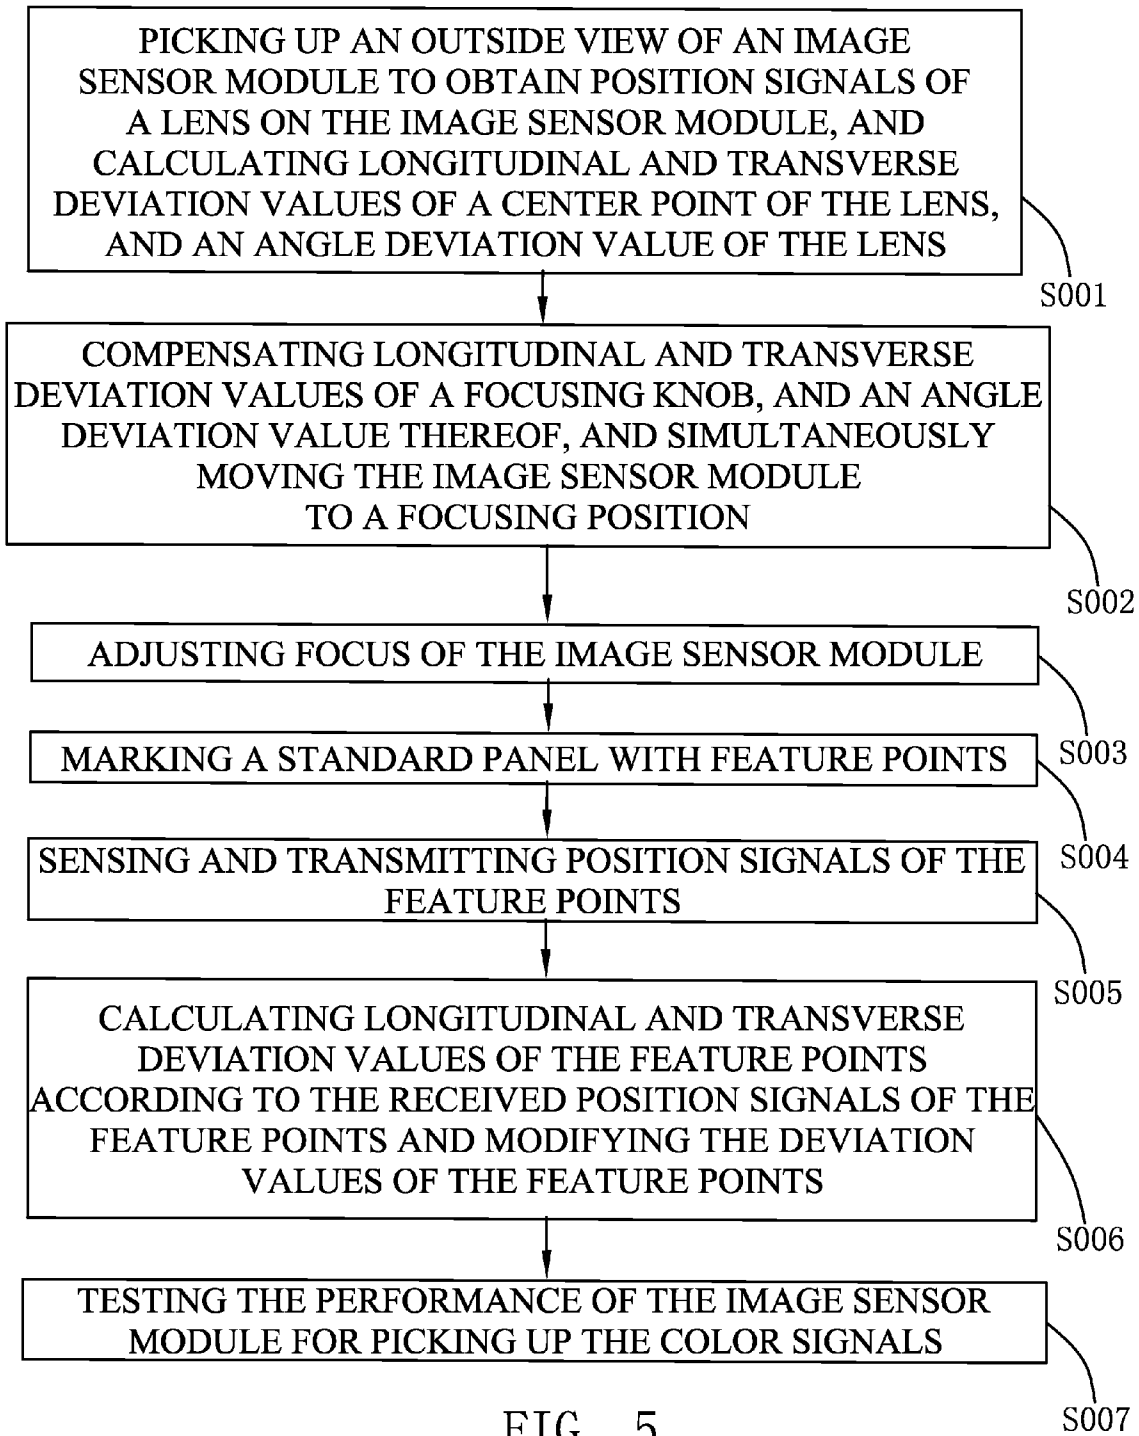 PICKING UP AN OUTSIDE VIEW OF AN IMAGE
SENSOR MODULE TO OBTAIN POSITION SIGNALS OF
A LENS ON THE IMAGE SENSOR MODULE, AND
CALCULATING LONGITUDINAL AND TRANSVERSE
DEVIATION VALUES OF A CENTER POINT OF THE LENS,
AND AN ANGLE DEVIATION VALUE OF THE LENS
S001
COMPENSATING LONGITUDINAL AND TRANSVERSE
DEVIATION VALUES OF A FOCUSING KNOB, AND AN ANGLE
DEVIATION VALUE THEREOF, AND SIMULTANEOUSLY
MOVING THE IMAGE SENSOR MODULE
TO A FOCUSING POSITION
S002
ADJUSTING FOCUS OF THE IMAGE SENSOR MODULE
S003
MARKING A STANDARD PANEL WITH FEATURE POINTS
S004
SENSING AND TRANSMITTING POSITION SIGNALS OF THE
FEATURE POINTS
S005
CALCULATING LONGITUDINAL AND TRANSVERSE
DEVIATION VALUES OF THE FEATURE POINTS
ACCORDING TO THE RECEIVED POSITION SIGNALS OF THE
FEATURE POINTS AND MODIFYING THE DEVIATION
VALUES OF THE FEATURE POINTS
S006
TESTING THE PERFORMANCE OF THE IMAGE SENSOR
MODULE FOR PICKING UP THE COLOR SIGNALS
S007
FIG. 5